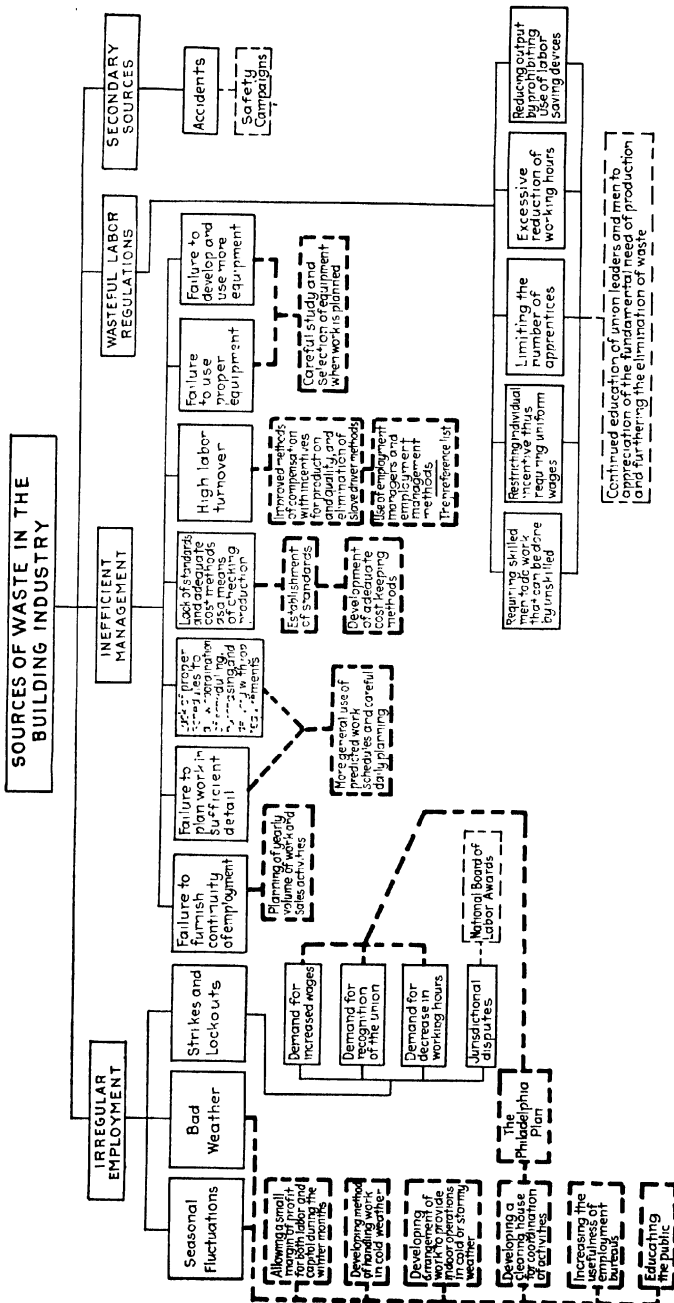 SOURCES OF WASTE IN THE
BUILDING INDUSTRY
IRREGULAR
EMPLOYMENT
INEFFICIENT
MANAGEMENT
WASTEFUL LABOR
REGULATIONS
SECONDARY
SOURCES
Seasonal
Fluctuations
Bad
Weather
Strikes and
Lockouts
Failure to
furnish
continuity
of employment
Failure to
plan work in
sufficient
detail
schedules to
purchasing and
Lack of standards
and adequate
cost methods
as a means
of checking
production
High labor
turnover
Failure
to use
proper
equipment
Failure to
develop and
use more
equipment
Accidents
Safety
Campaigns
Allowing a small
margin of profit
for both labor and
capital during the
winter months
Developing method
of handling work
in cold weather
Developing
arrangement of
work to provide
indoor operations
in cold or stormy
weather
Developing a
clearing house
for coordination
of activities
Increasing the
usefulness of
employment
bureaus
Educating
the public
The
Philadelphia
Plan
Demand for
increased wages
Demand for
recognition
of the union
Demand for
decrease in
working hours
Jurisdictional
disputes
National Board of
Labor Awards
Planning of yearly
volume of work and
sales activities
More general use of
predicted work
schedules and careful
daily planning
Establishment
of standards
Development
of adequate
cost keeping
methods
Improved methods
of compensation
with incentives
for production
and quality, and
elimination of
slave driver methods
Use of employment
managers and
employment
management
methods
The preference list
Careful study and
selection of equipment
when work is planned
Requiring skilled
men to do work
that can be done
by unskilled
Restricting individual
incentive thus
requiring uniform
wages
Limiting the
number of
apprentices
Excessive
reduction of
working hours
Reducing output
by prohibiting
use of labor
saving devices
Continued education of union leaders and men to
appreciation of the fundamental need of production
and furthering the elimination of waste